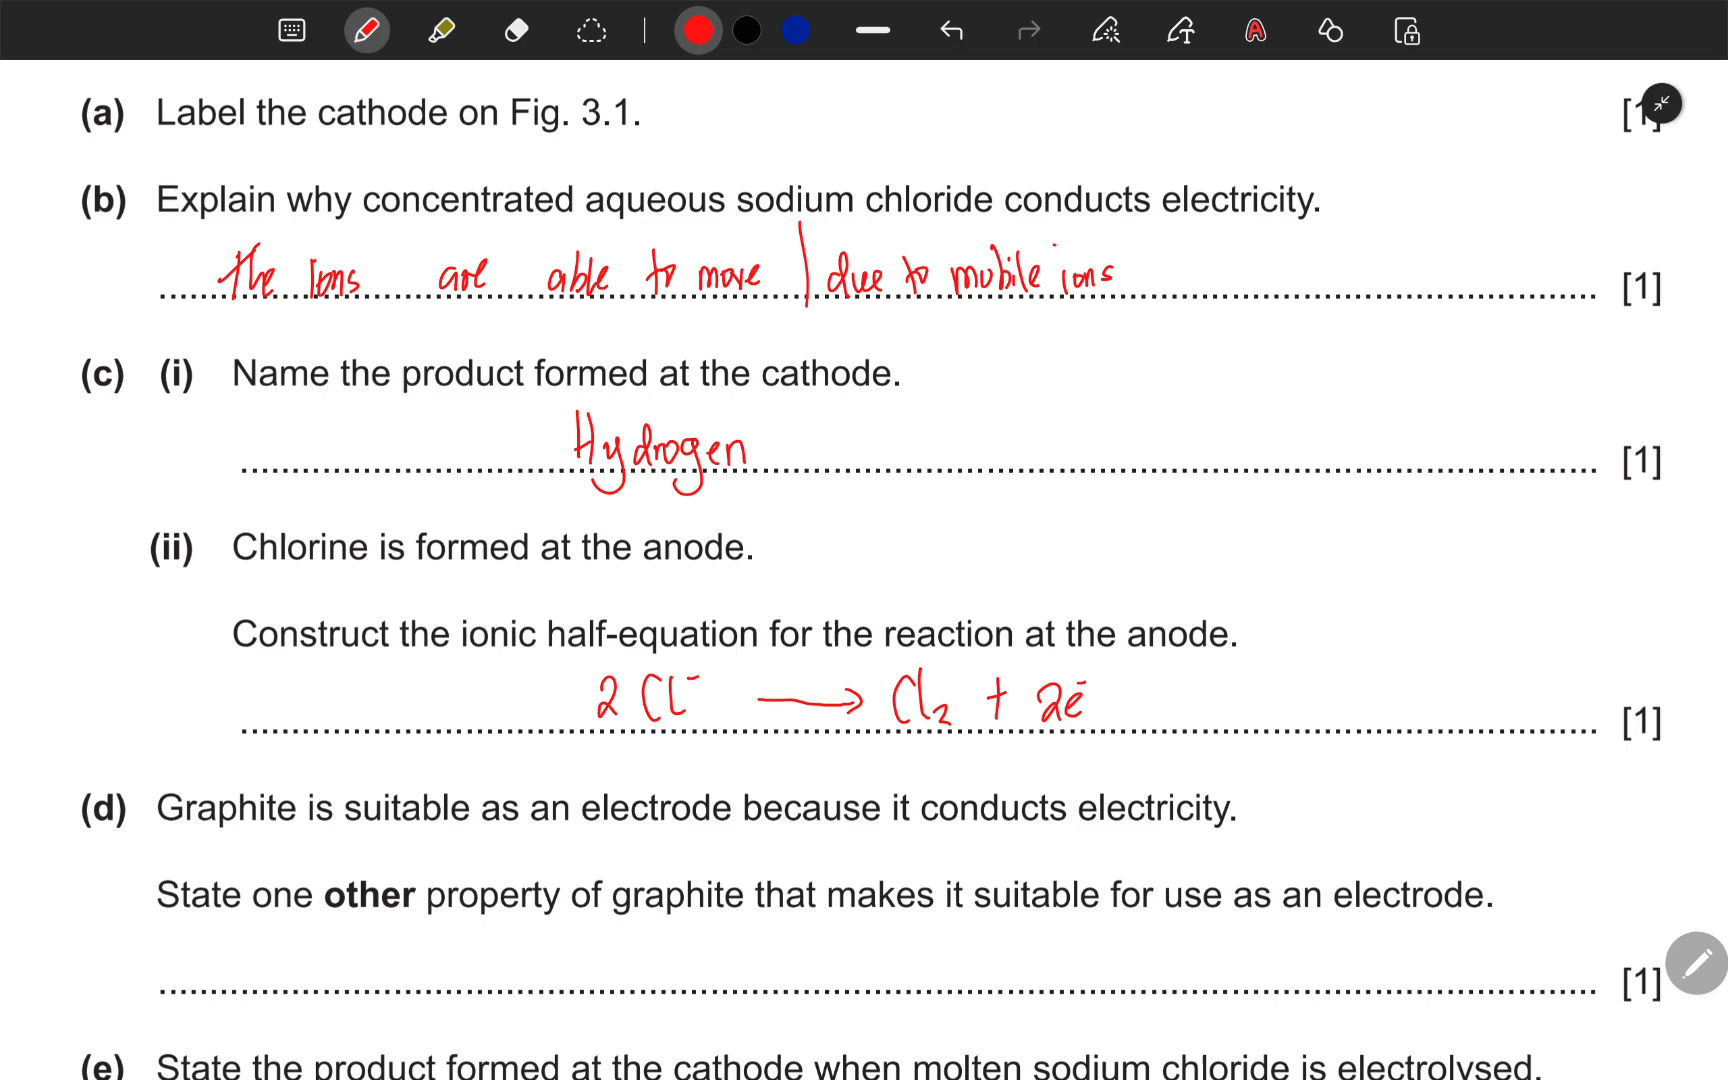 (a) Label the cathode on Fig. 3.1. [1]
(b) Explain why concentrated aqueous sodium chloride conducts electricity.
the Ions are able to move | due to mobile ions [1]
(c) (i) Name the product formed at the cathode.
Hydrogen [1]
(ii) Chlorine is formed at the anode.
Construct the ionic half-equation for the reaction at the anode.
2 Cl⁻ → Cl₂ + 2e⁻ [1]
(d) Graphite is suitable as an electrode because it conducts electricity.
State one other property of graphite that makes it suitable for use as an electrode.
[1]
(e) State the product formed at the cathode when molten sodium chloride is electrolysed.